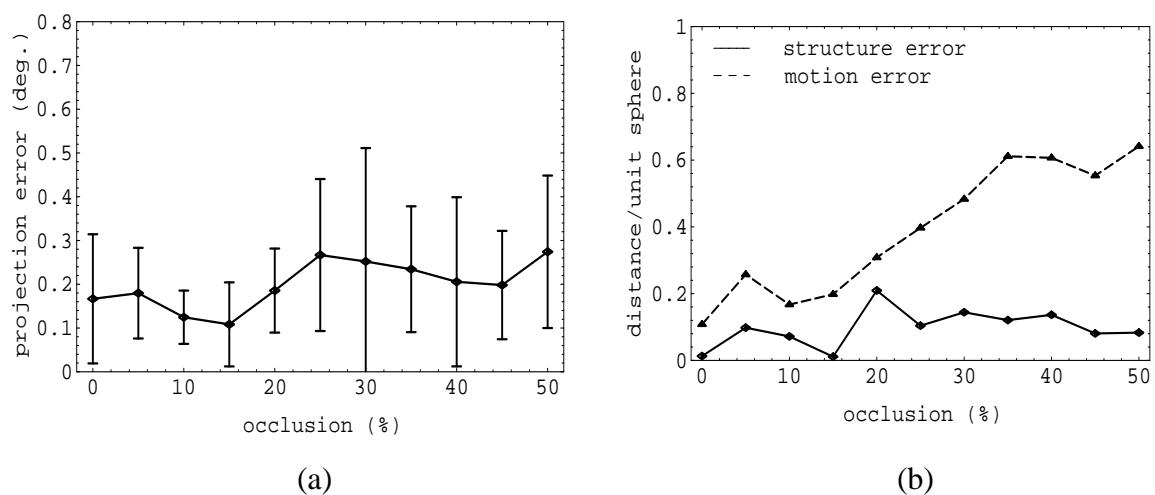 projection error (deg.)
0.8
0.7
0.6
0.5
0.4
0.3
0.2
0.1
0
0 10 20 30 40 50
occlusion (%)
(a)
distance/unit sphere
1
0.8
0.6
0.4
0.2
0
structure error
motion error
0 10 20 30 40 50
occlusion (%)
(b)